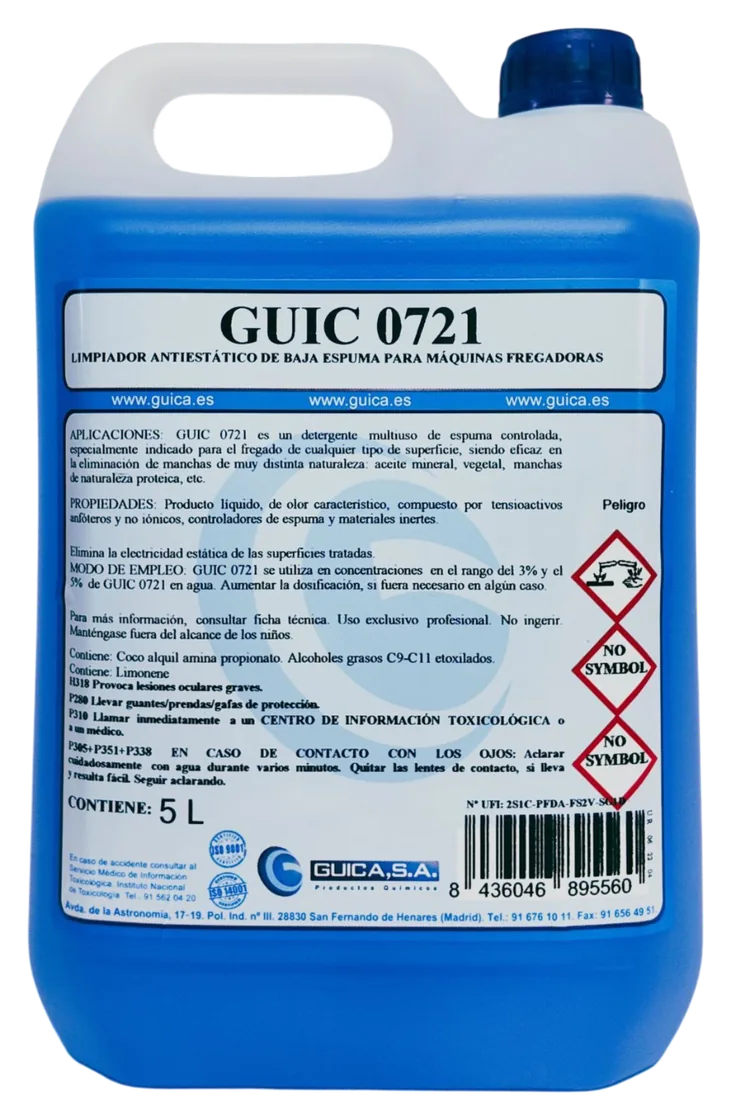 GUIC 0721
LIMPIADOR ANTIESTÁTICO DE BAJA ESPUMA PARA MÁQUINAS FREGADORAS
www.guica.es www.guica.es www.guica.es
APLICACIONES: GUIC 0721 es un detergente multiuso de espuma controlada,
especialmente indicado para el fregado de cualquier tipo de superficie, siendo eficaz en
la eliminación de manchas de muy distinta naturaleza: aceite mineral, vegetal, manchas
de naturaleza proteica, etc.
PROPIEDADES: Producto líquido, de olor característico, compuesto por tensioactivos
anfóteros y no iónicos, controladores de espuma y materiales inertes.
Elimina la electricidad estática de las superficies tratadas.
MODO DE EMPLEO: GUIC 0721 se utiliza en concentraciones en el rango del 3% y el
5% de GUIC 0721 en agua. Aumentar la dosificación, si fuera necesario en algún caso.
Para más información, consultar ficha técnica. Uso exclusivo profesional. No ingerir.
Manténgase fuera del alcance de los niños.
Contiene: Coco alquil amina propionato. Alcoholes grasos C9-C11 etoxilados.
Contiene: Limonene
H318 Provoca lesiones oculares graves.
P280 Llevar guantes/prendas/gafas de protección.
P310 Llamar inmediatamente a un CENTRO DE INFORMACIÓN TOXICOLÓGICA o
a un médico.
P305+P351+P338 EN CASO DE CONTACTO CON LOS OJOS: Aclarar
cuidadosamente con agua durante varios minutos. Quitar las lentes de contacto, si lleva
y resulta fácil. Seguir aclarando.
Peligro
NO
SYMBOL
NO
SYMBOL
CONTIENE: 5 L
Nº UFI: 2S1C-PFDA-FS2V-
En caso de accidente consultar al
Servicio Médico de Información
Toxicológica. Instituto Nacional
de Toxicología Tel.: 91 562 04 20
ISO 9001
ISO 14001
GUICA,S.A.
Productos Químicos
8 436046 895560
Avda. de la Astronomía, 17-19. Pol. Ind. nº III. 28830 San Fernando de Henares (Madrid). Tel.: 91 676 10 11. Fax: 91 656 49 51